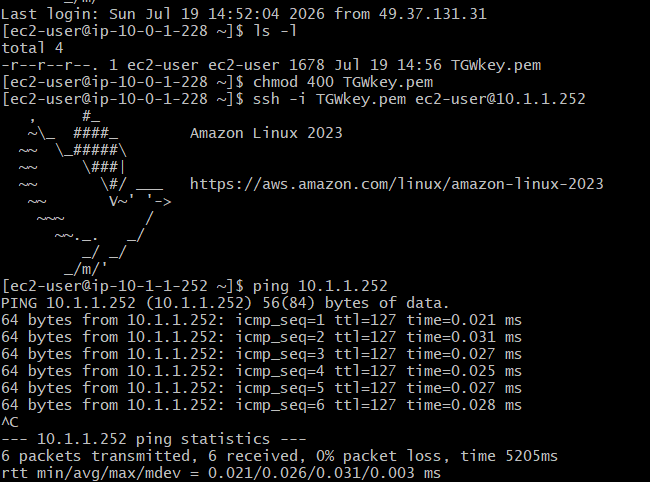 Last login: Sun Jul 19 14:52:04 2026 from 49.37.131.31
[ec2-user@ip-10-0-1-228 ~]$ ls -l
total 4
-r--r--r--. 1 ec2-user ec2-user 1678 Jul 19 14:56 TGWkey.pem
[ec2-user@ip-10-0-1-228 ~]$ chmod 400 TGWkey.pem
[ec2-user@ip-10-0-1-228 ~]$ ssh -i TGWkey.pem ec2-user@10.1.1.252
   ,     #_
   ~\_  ####_        Amazon Linux 2023
  ~~  \_#####\
  ~~     \###|
  ~~       \#/ ___   https://aws.amazon.com/linux/amazon-linux-2023
   ~~       V~' '->
    ~~~         /
      ~~._.   _/
         _/ _/
       _/m/'
[ec2-user@ip-10-1-1-252 ~]$ ping 10.1.1.252
PING 10.1.1.252 (10.1.1.252) 56(84) bytes of data.
64 bytes from 10.1.1.252: icmp_seq=1 ttl=127 time=0.021 ms
64 bytes from 10.1.1.252: icmp_seq=2 ttl=127 time=0.031 ms
64 bytes from 10.1.1.252: icmp_seq=3 ttl=127 time=0.027 ms
64 bytes from 10.1.1.252: icmp_seq=4 ttl=127 time=0.025 ms
64 bytes from 10.1.1.252: icmp_seq=5 ttl=127 time=0.027 ms
64 bytes from 10.1.1.252: icmp_seq=6 ttl=127 time=0.028 ms
^C
--- 10.1.1.252 ping statistics ---
6 packets transmitted, 6 received, 0% packet loss, time 5205ms
rtt min/avg/max/mdev = 0.021/0.026/0.031/0.003 ms